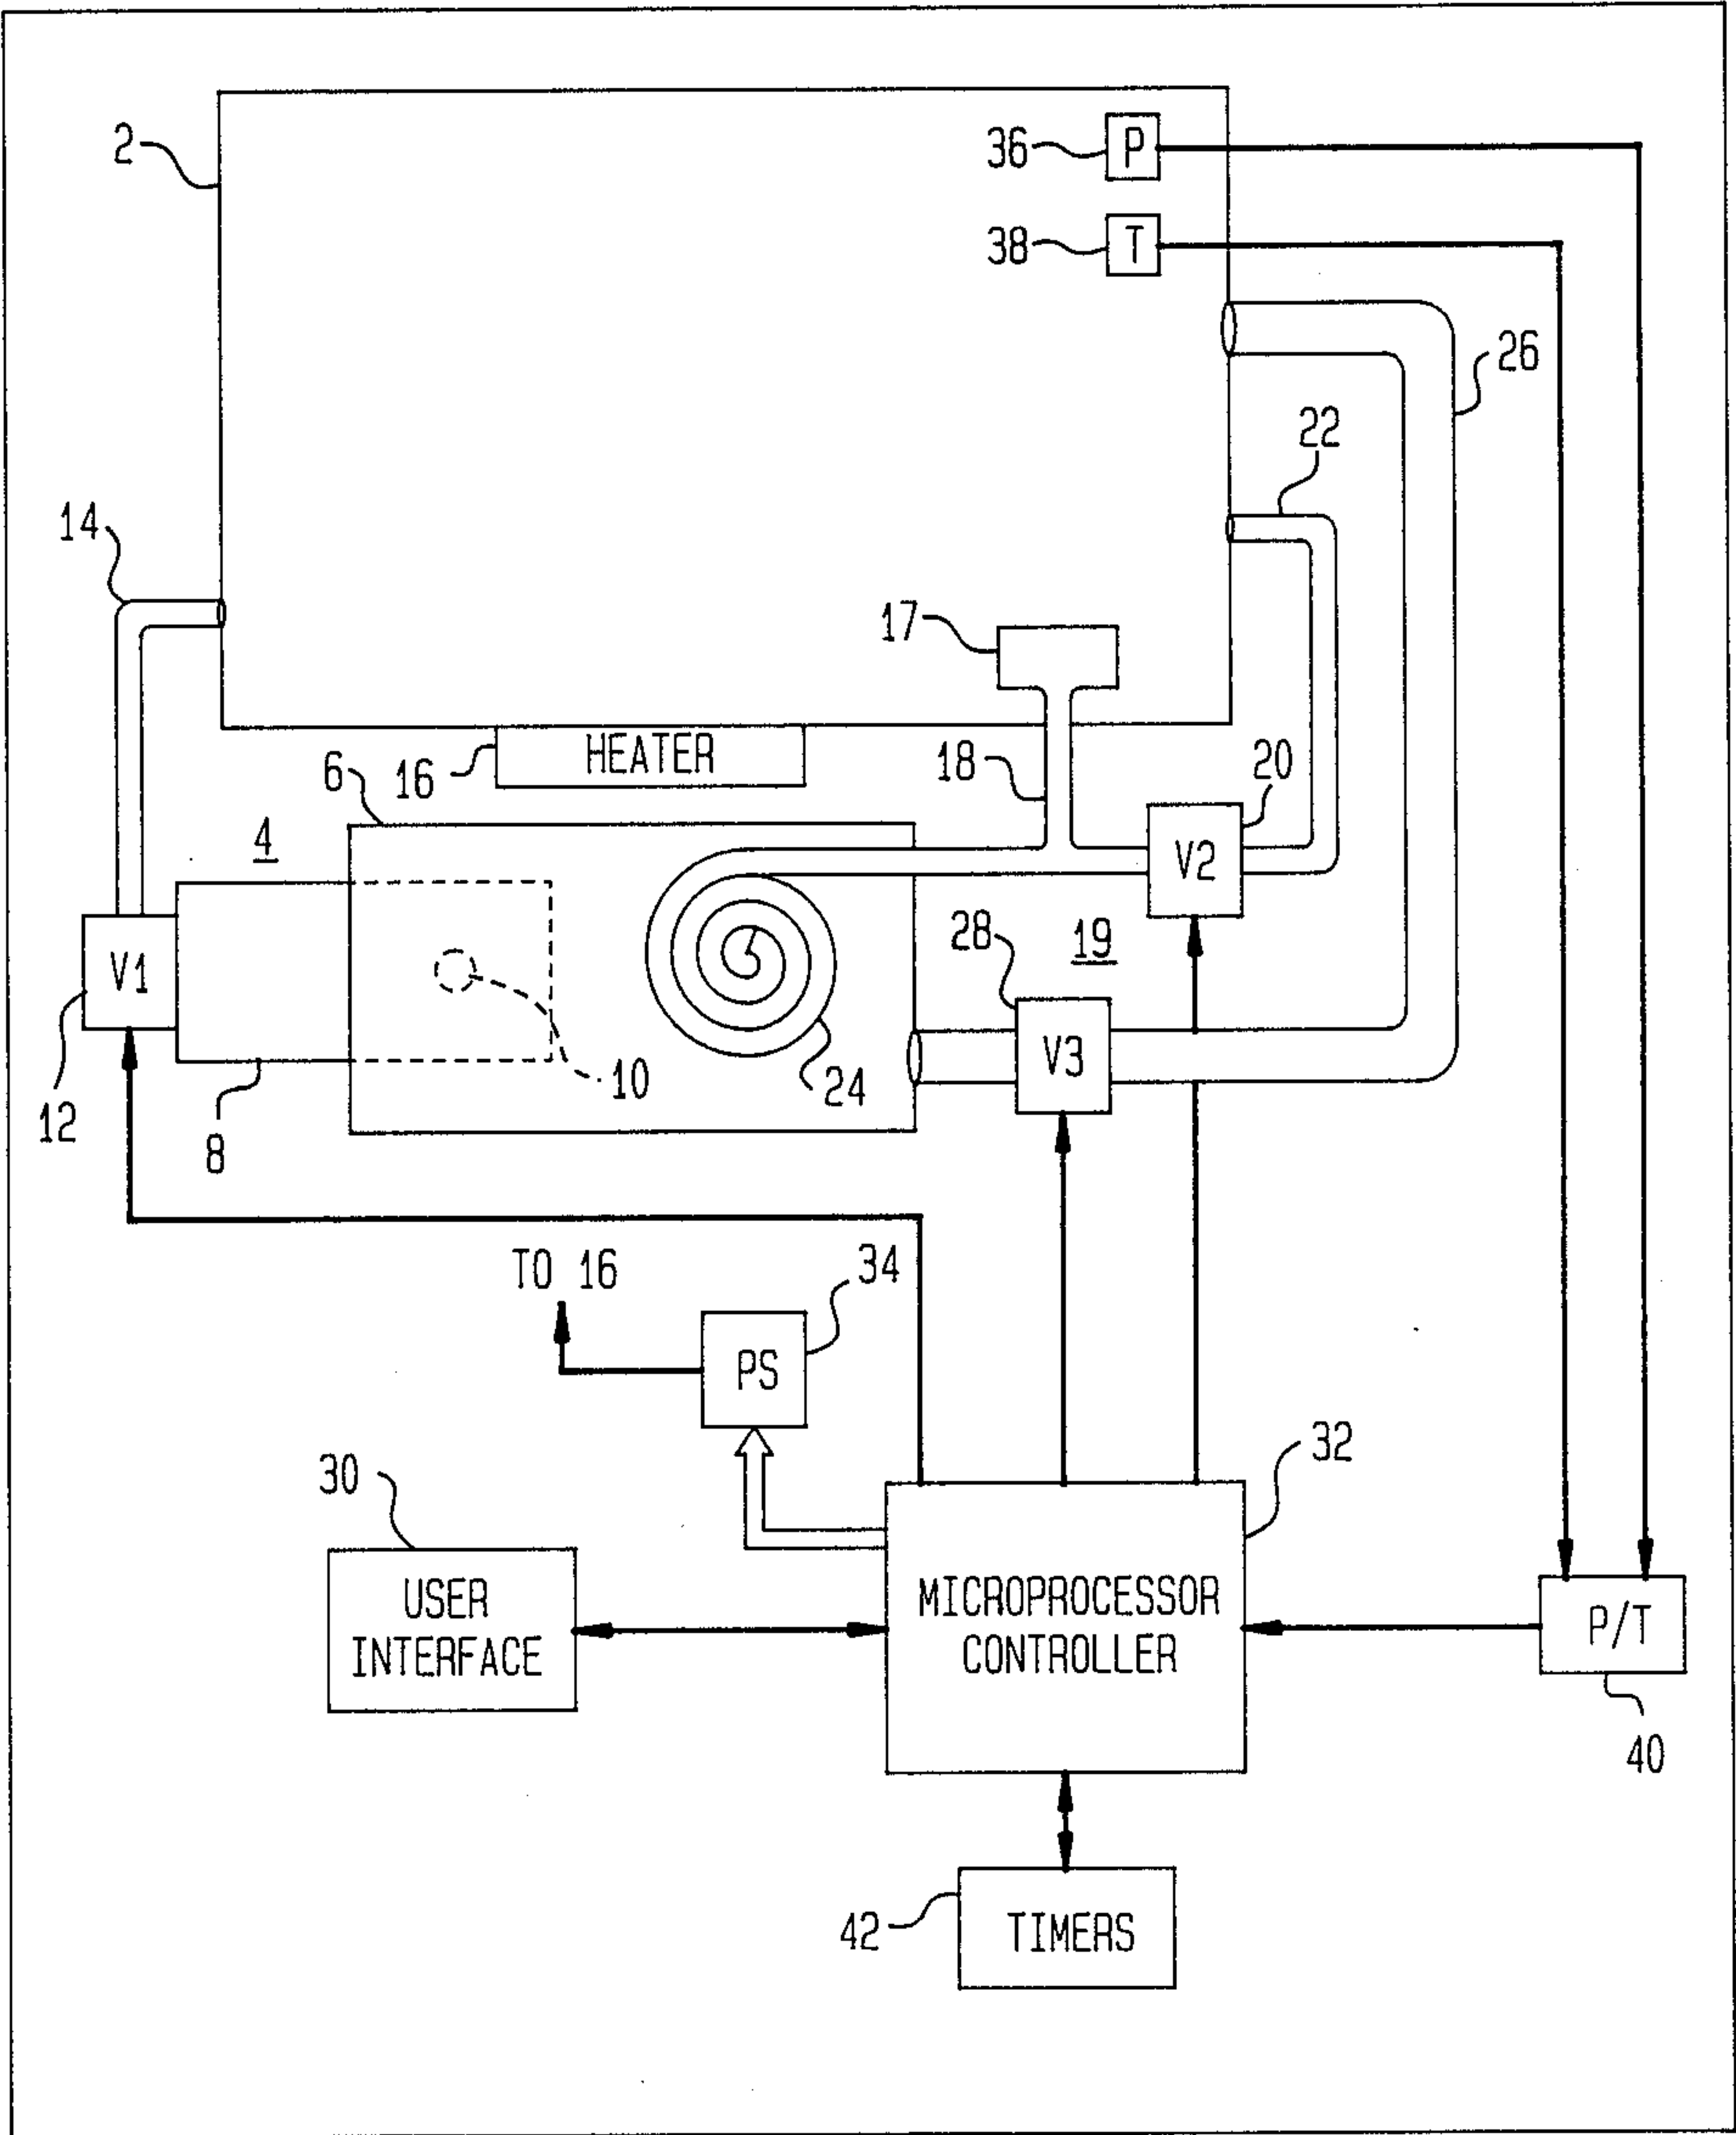 2
36
P
38
T
26
22
14
17
HEATER
16
6
18
20
4
V2
28
19
V1
V3
10
24
12
8
TO 16
34
PS
30
32
USER
INTERFACE
MICROPROCESSOR
CONTROLLER
P/T
40
42
TIMERS